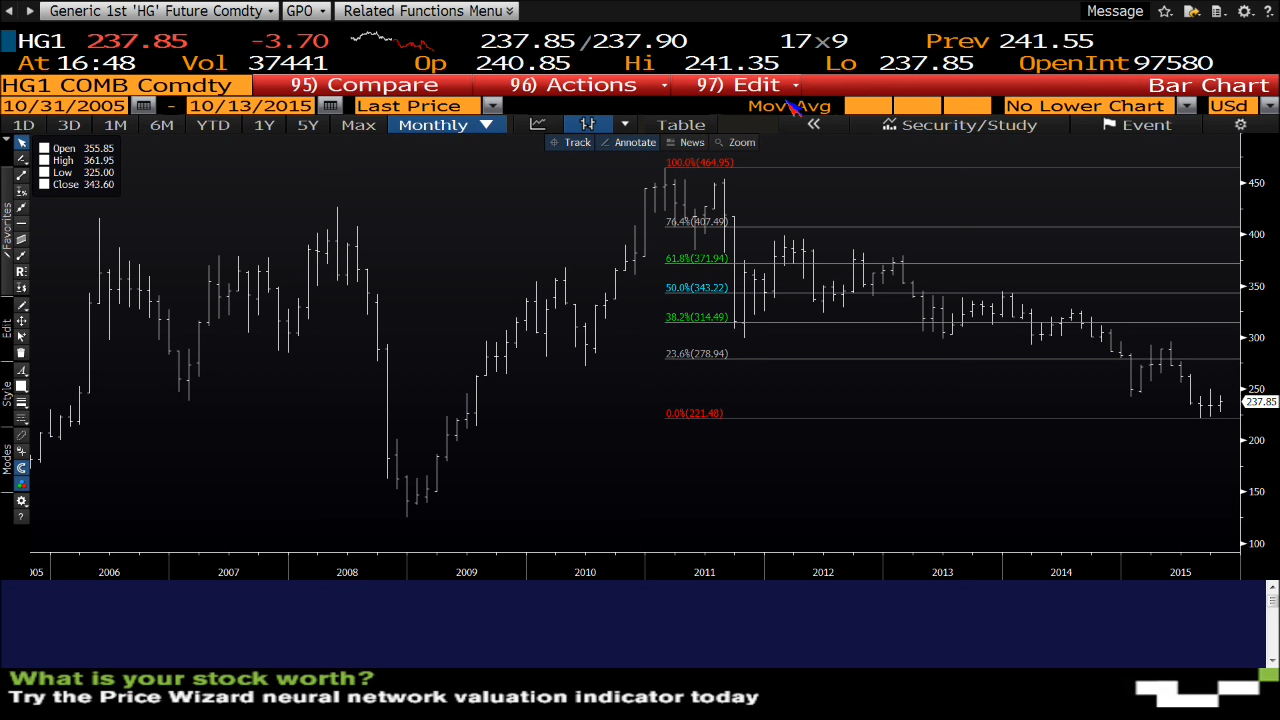 Generic 1st 'HG' Future Comdty GPO Related Functions Menu Message
HG1 237.85 -3.70 237.85/237.90 17x9 Prev 241.55
At 16:48 Vol 37441 Op 240.85 Hi 241.35 Lo 237.85 OpenInt 97580
HG1 COMB Comdty 95) Compare 96) Actions 97) Edit Bar Chart
10/31/2005 - 10/13/2015 Last Price Mov Avg No Lower Chart USd
1D 3D 1M 6M YTD 1Y 5Y Max Monthly Table Security/Study Event
Track Annotate News Zoom
Open 355.85
High 361.95
Low 325.00
Close 343.60
Favorites
Edit
Style
Modes
100.0%(464.95)
76.4%(407.49)
61.8%(371.94)
50.0%(343.22)
38.2%(314.49)
23.6%(278.94)
0.0%(221.48)
450
400
350
300
250
237.85
200
150
100
005 2006 2007 2008 2009 2010 2011 2012 2013 2014 2015
What is your stock worth?
Try the Price Wizard neural network valuation indicator today